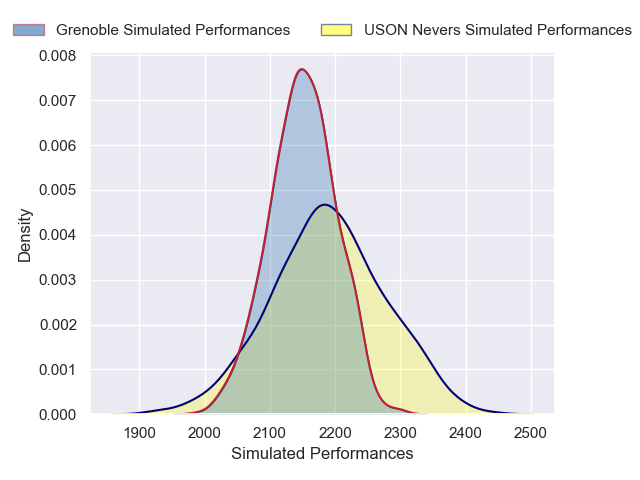 Grenoble Simulated Performances USON Nevers Simulated Performances
0.008
0.007
0.006
0.005
0.004
0.003
0.002
0.001
0.000
Density
1900 2000 2100 2200 2300 2400 2500
Simulated Performances